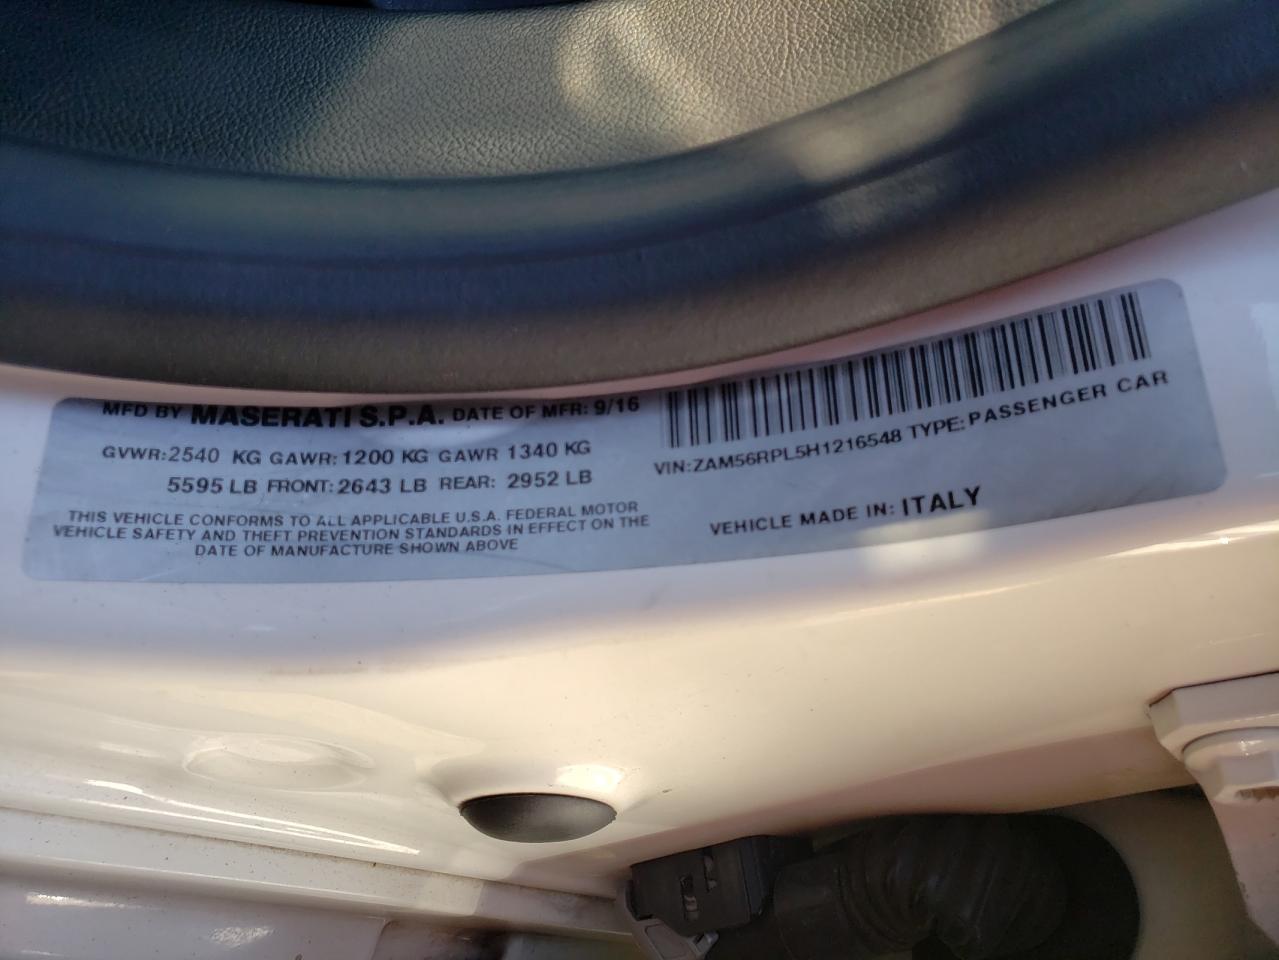 MFD BY MASERATI S.P.A. DATE OF MFR: 9/16
GVWR:2540 KG GAWR:1200 KG GAWR 1340 KG
5595 LB FRONT:2643 LB REAR: 2952 LB
THIS VEHICLE CONFORMS TO ALL APPLICABLE U.S.A. FEDERAL MOTOR
VEHICLE SAFETY AND THEFT PREVENTION STANDARDS IN EFFECT ON THE
DATE OF MANUFACTURE SHOWN ABOVE
VIN:ZAM56RPL5H1216548 TYPE:PASSENGER CAR
VEHICLE MADE IN: ITALY